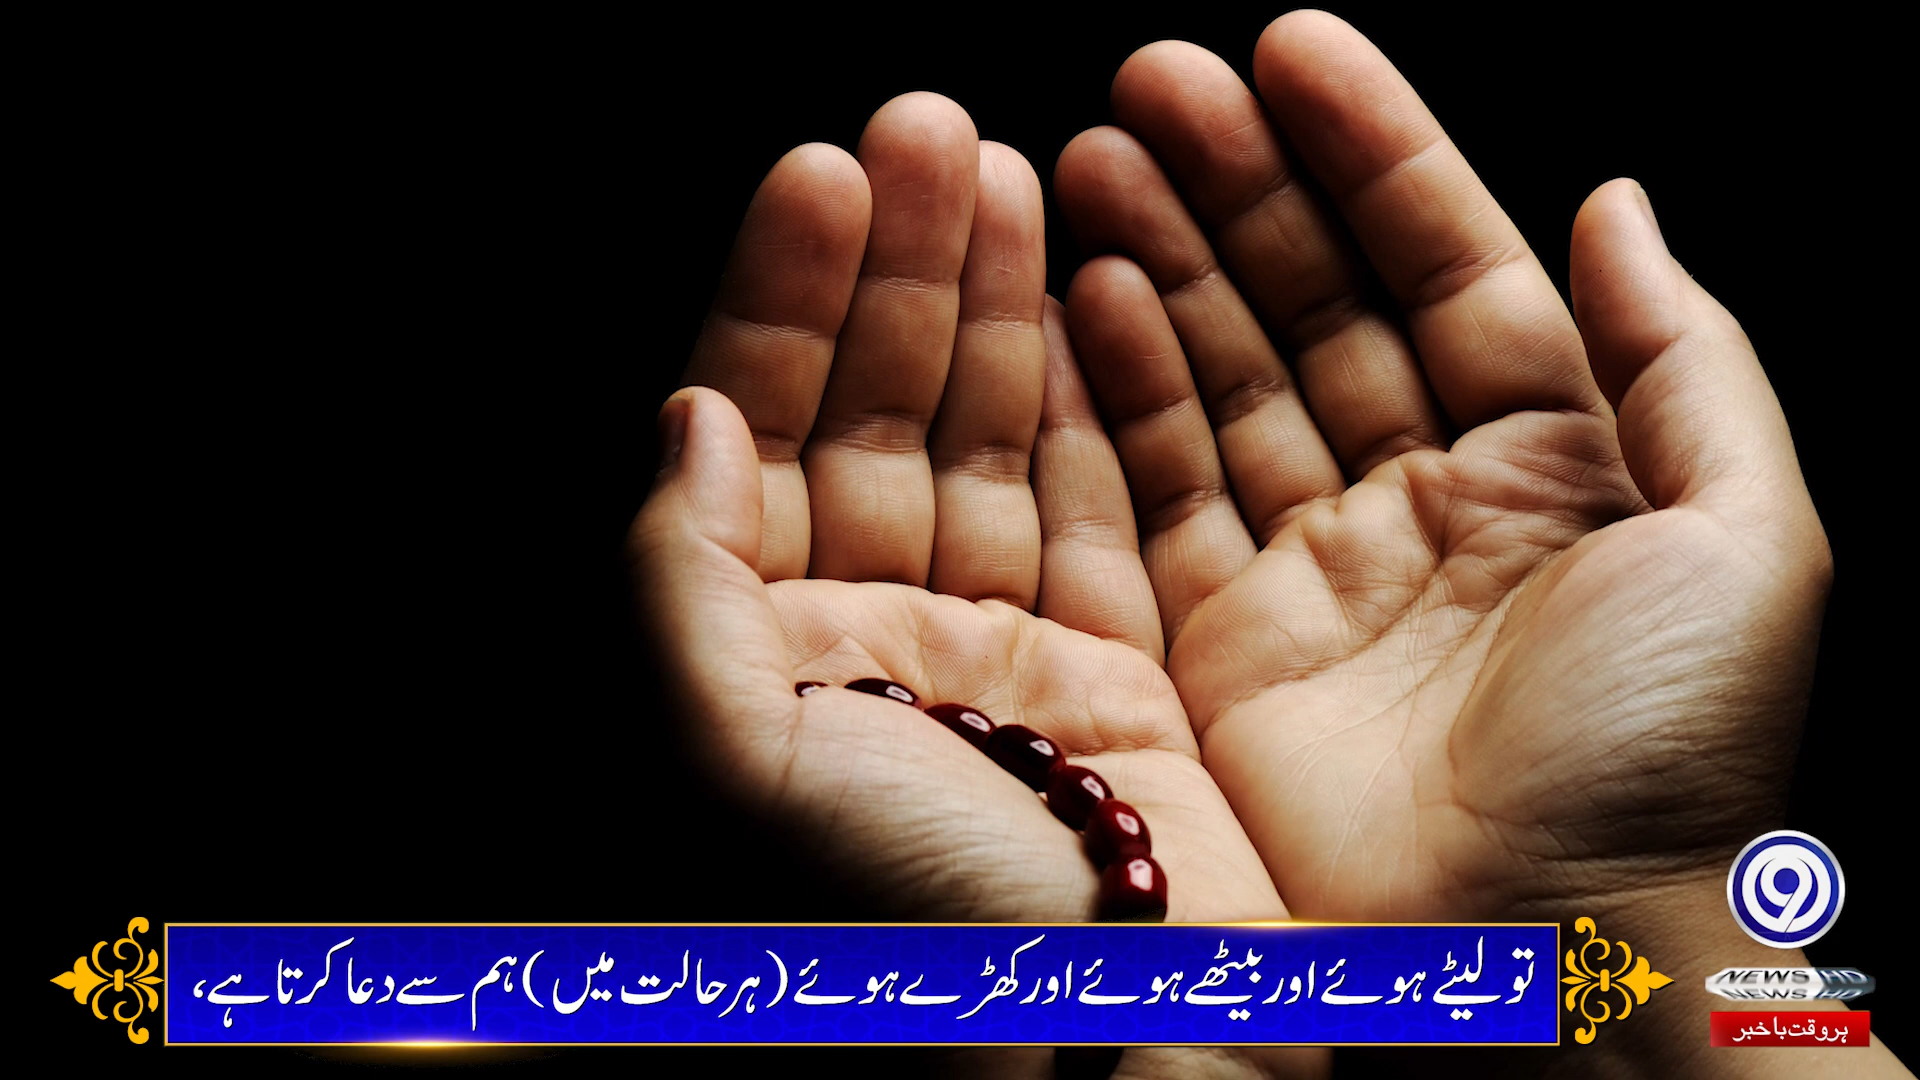 تو لیٹے ہوئے اور بیٹھے ہوئے اور کھڑے ہوئے (ہر حالت میں) ہم سے دعا کرتا ہے،
9
NEWS HD
ہر وقت باخبر